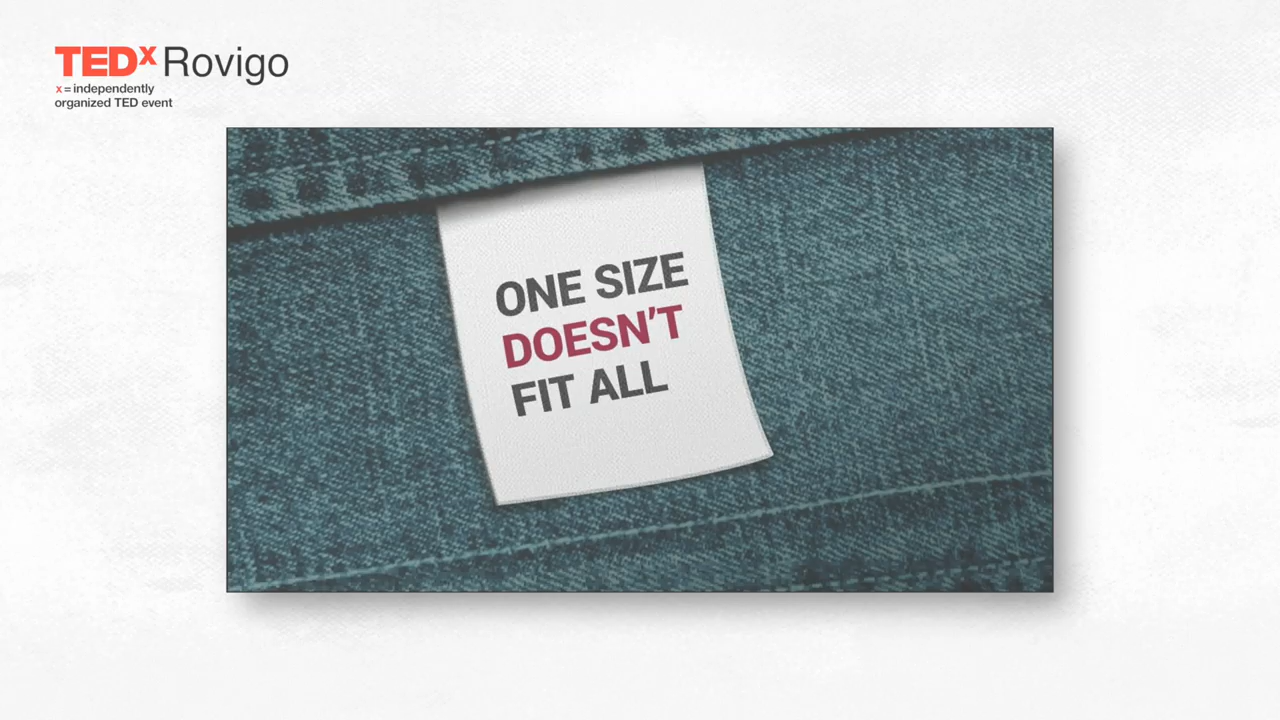 TEDx Rovigo
x = independently
organized TED event
ONE SIZE
DOESN'T
FIT ALL